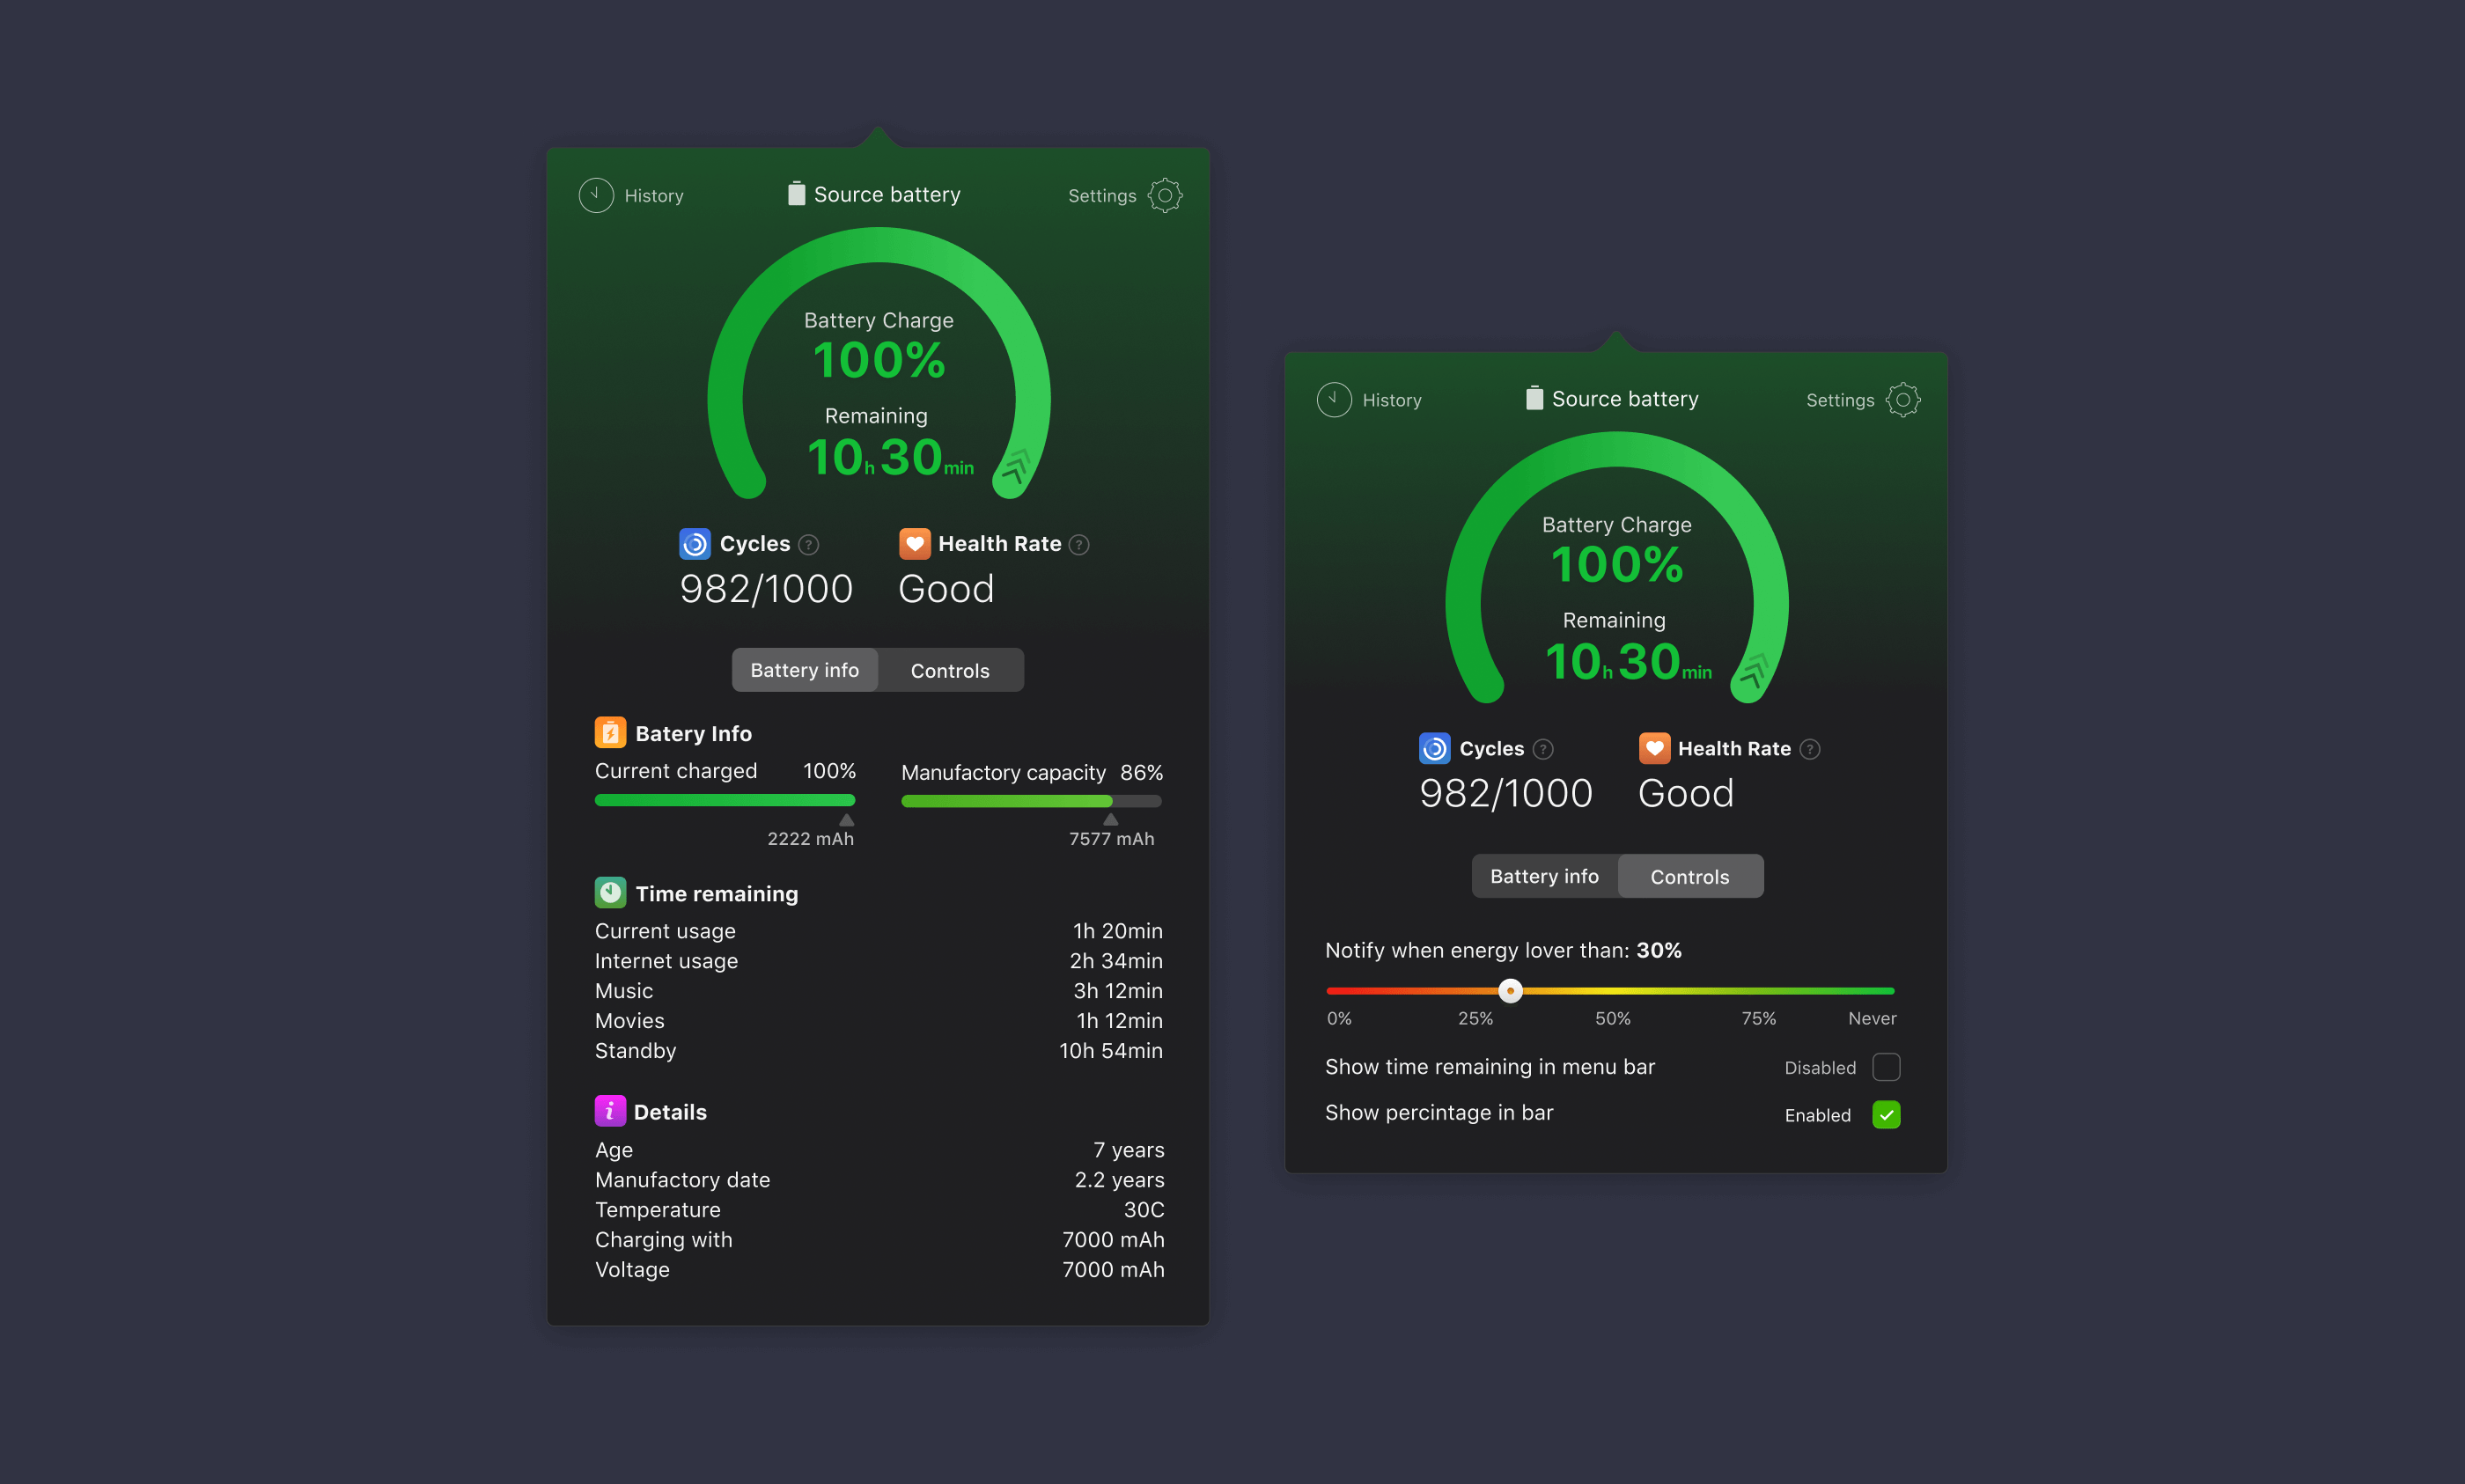 History
Source battery
Settings
Battery Charge
100%
Remaining
10h 30min
Cycles ?
Health Rate ?
982/1000
Good
Battery info
Controls
Batery Info
Current charged 100%
Manufactory capacity 86%
2222 mAh
7577 mAh
Time remaining
Current usage 1h 20min
Internet usage 2h 34min
Music 3h 12min
Movies 1h 12min
Standby 10h 54min
i Details
Age 7 years
Manufactory date 2.2 years
Temperature 30C
Charging with 7000 mAh
Voltage 7000 mAh
History
Source battery
Settings
Battery Charge
100%
Remaining
10h 30min
Cycles ?
Health Rate ?
982/1000
Good
Battery info
Controls
Notify when energy lover than: 30%
0% 25% 50% 75% Never
Show time remaining in menu bar Disabled
Show percintage in bar Enabled